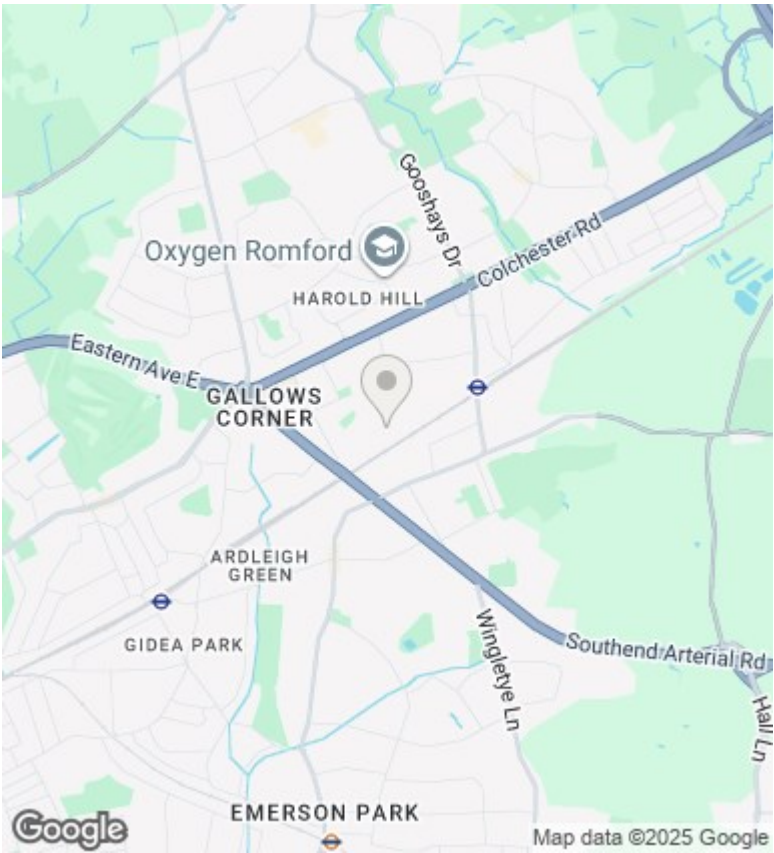 Gooshays Dr
Oxygen Romford
Colchester Rd
HAROLD HILL
Eastern Ave E
GALLOWS
CORNER
ARDLEIGH
GREEN
GIDEA PARK
Southend Arterial Rd
Wingletye Ln
Hall Ln
EMERSON PARK
Google
Map data ©2025 Google